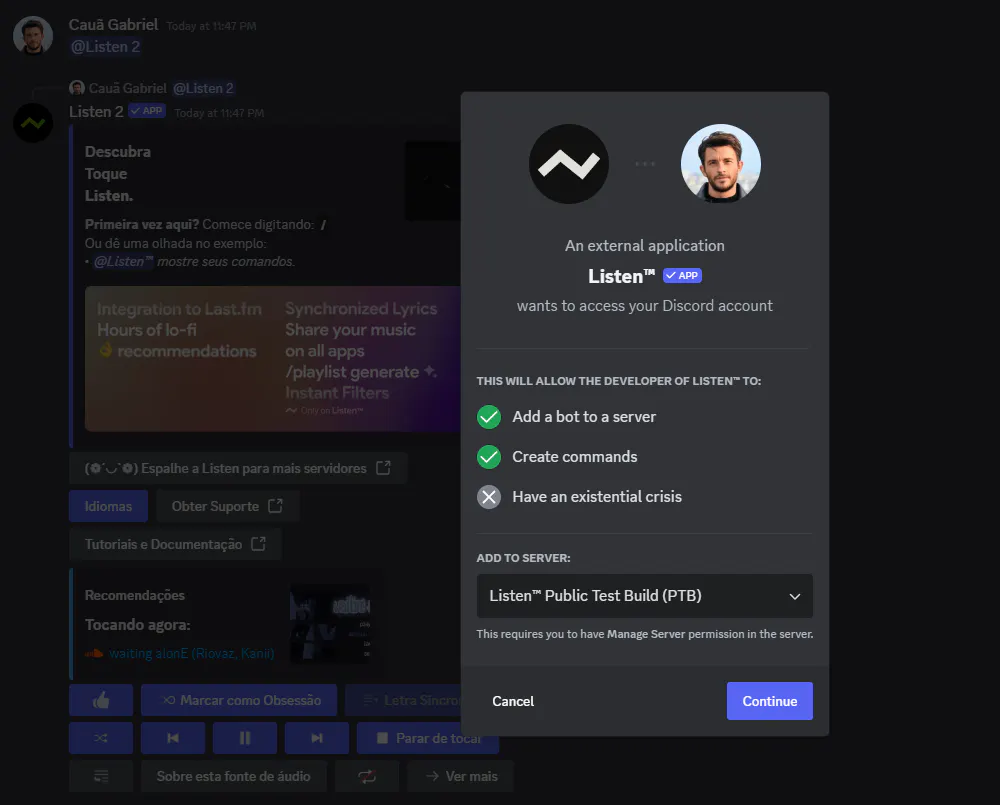 Cauã Gabriel Today at 11:47 PM
@Listen 2
Cauã Gabriel @Listen 2
Listen 2 APP Today at 11:47 PM
Descubra
Toque
Listen.
Primeira vez aqui? Comece digitando: /
Ou dê uma olhada no exemplo:
• @Listen™ mostre seus comandos.
Integration to Last.fm
Hours of lo-fi
👌 recommendations
Synchronized Lyrics
Share your music
on all apps
/playlist generate
Instant Filters
Only on Listen™
(❁´◡`❁) Espalhe a Listen para mais servidores
Idiomas
Obter Suporte
Tutoriais e Documentação
Recomendações
Tocando agora:
waiting alonE (Riovaz, Kanii)
Marcar como Obsessão
Letra Sincro
Parar de tocar
Sobre esta fonte de áudio
Ver mais
An external application
Listen™ APP
wants to access your Discord account
THIS WILL ALLOW THE DEVELOPER OF LISTEN™ TO:
Add a bot to a server
Create commands
Have an existential crisis
ADD TO SERVER:
Listen™ Public Test Build (PTB)
This requires you to have Manage Server permission in the server.
Cancel
Continue